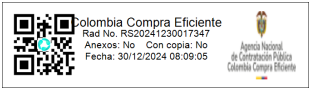 Colombia Compra Eficiente
Rad No. RS20241230017347
Anexos: No Con copia: No
Fecha: 30/12/2024 08:09:05
Agencia Nacional
de Contratación Pública
Colombia Compra Eficiente